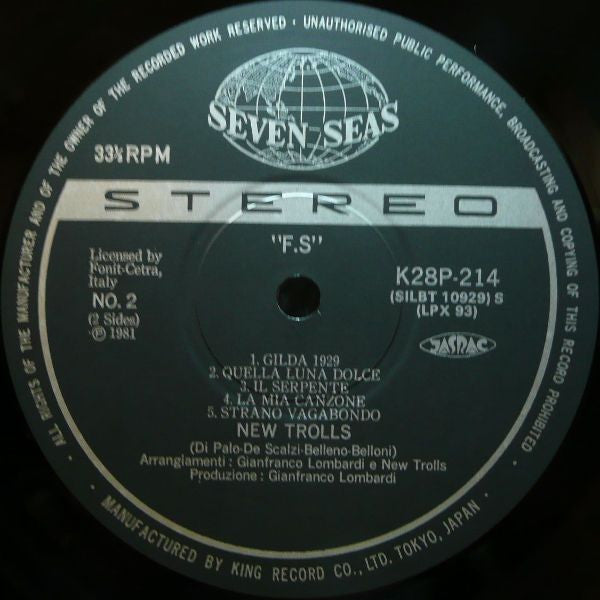 · ALL RIGHTS OF THE MANUFACTURER AND OF THE OWNER OF THE RECORDED WORK RESERVED · UNAUTHORISED PUBLIC PERFORMANCE, BROADCASTING AND COPYING OF THIS RECORD PROHIBITED ·
SEVEN SEAS
33⅓RPM
STEREO
"F.S"
Licensed by
Fonit-Cetra,
Italy
NO. 2
(2 Sides)
Ⓟ 1981
K28P-214
(SILBT 10929) S
(LPX 93)
JASRAC
1. GILDA 1929
2. QUELLA LUNA DOLCE
3. IL SERPENTE
4. LA MIA CANZONE
5. STRANO VAGABONDO
NEW TROLLS
(Di Palo-De Scalzi-Belleno-Belloni)
Arrangiamenti : Gianfranco Lombardi e New Trolls
Produzione : Gianfranco Lombardi
· MANUFACTURED BY KING RECORD CO., LTD. TOKYO, JAPAN ·